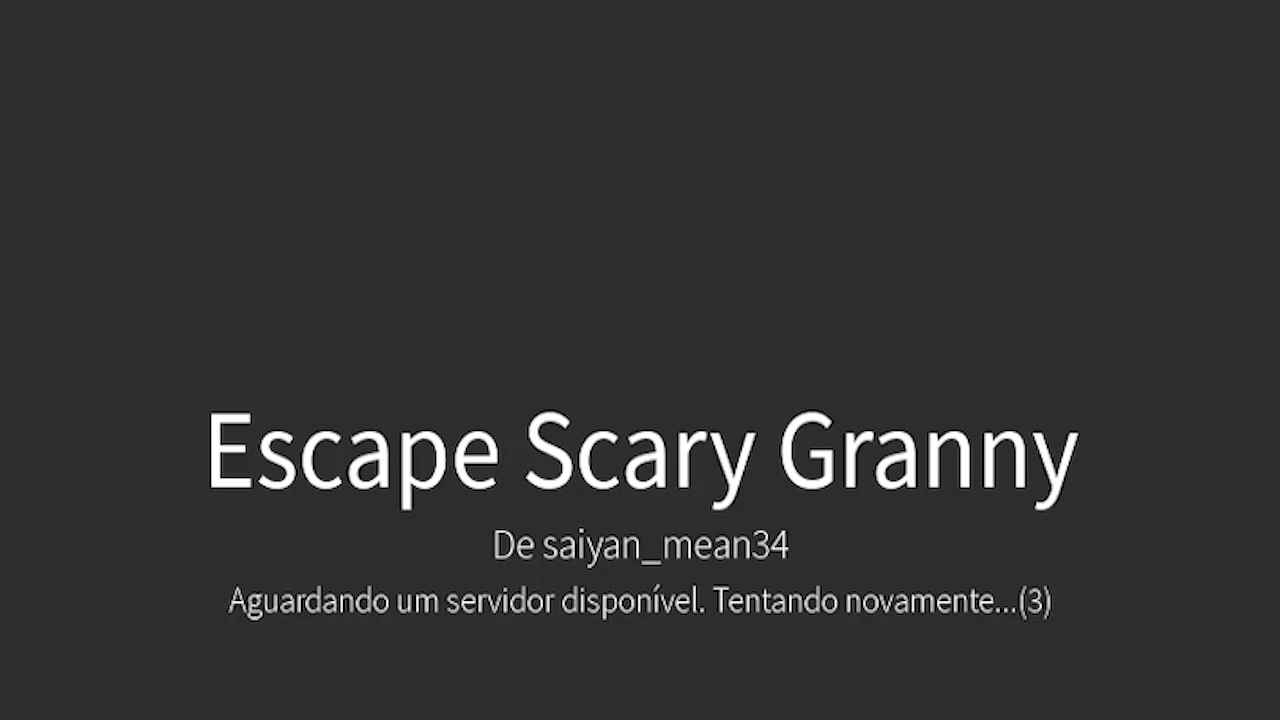 Escape Scary Granny
De saiyan_mean34
Aguardando um servidor disponível. Tentando novamente...(3)